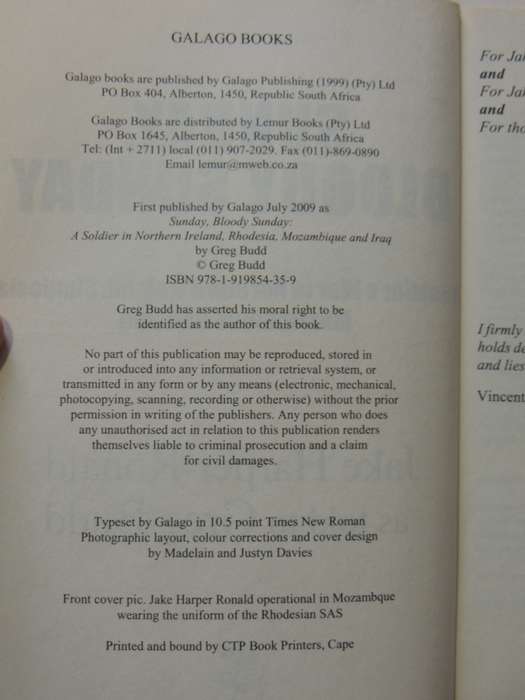 GALAGO BOOKS
Galago books are published by Galago Publishing (1999) (Pty) Ltd
PO Box 404, Alberton, 1450, Republic South Africa
Galago Books are distributed by Lemur Books (Pty) Ltd
PO Box 1645, Alberton, 1450, Republic South Africa
Tel: (Int + 2711) local (011) 907-2029. Fax (011)-869-0890
Email lemur@mweb.co.za
First published by Galago July 2009 as
Sunday, Bloody Sunday:
A Soldier in Northern Ireland, Rhodesia, Mozambique and Iraq
by Greg Budd
© Greg Budd
ISBN 978-1-919854-35-9
Greg Budd has asserted his moral right to be
identified as the author of this book.
No part of this publication may be reproduced, stored in
or introduced into any information or retrieval system, or
transmitted in any form or by any means (electronic, mechanical,
photocopying, scanning, recording or otherwise) without the prior
permission in writing of the publishers. Any person who does
any unauthorised act in relation to this publication renders
themselves liable to criminal prosecution and a claim
for civil damages.
Typeset by Galago in 10.5 point Times New Roman
Photographic layout, colour corrections and cover design
by Madelain and Justyn Davies
Front cover pic. Jake Harper Ronald operational in Mozambque
wearing the uniform of the Rhodesian SAS
Printed and bound by CTP Book Printers, Cape
For
and
For
and
For
I firmly
holds
and lies
Vincent